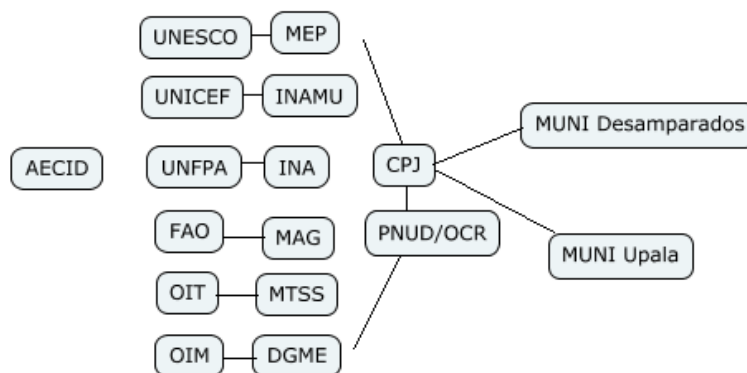 UNESCO
MEP
UNICEF
INAMU
MUNI Desamparados
AECID
UNFPA
INA
CPJ
FAO
MAG
PNUD/OCR
MUNI Upala
OIT
MTSS
OIM
DGME